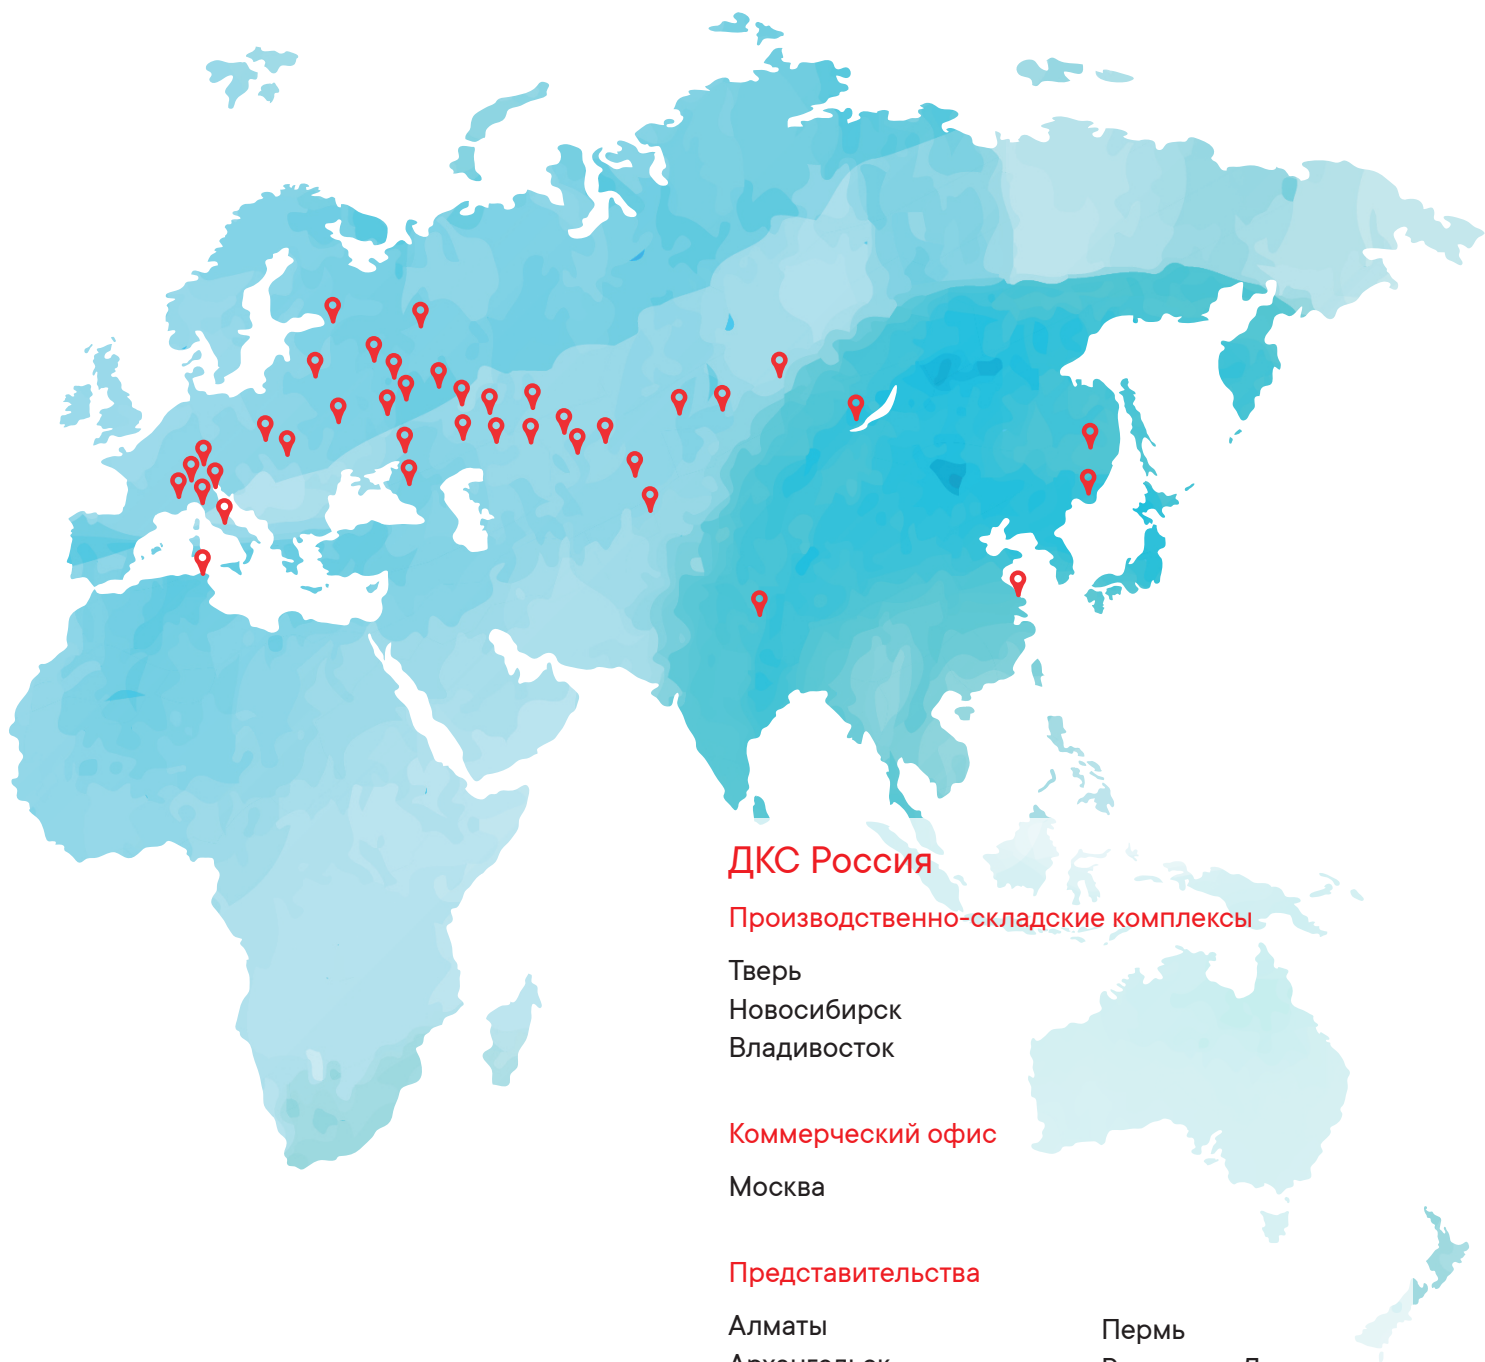 ДКС Россия
Производственно-складские комплексы
Тверь
Новосибирск
Владивосток
Коммерческий офис
Москва
Представительства
Алматы
Пермь